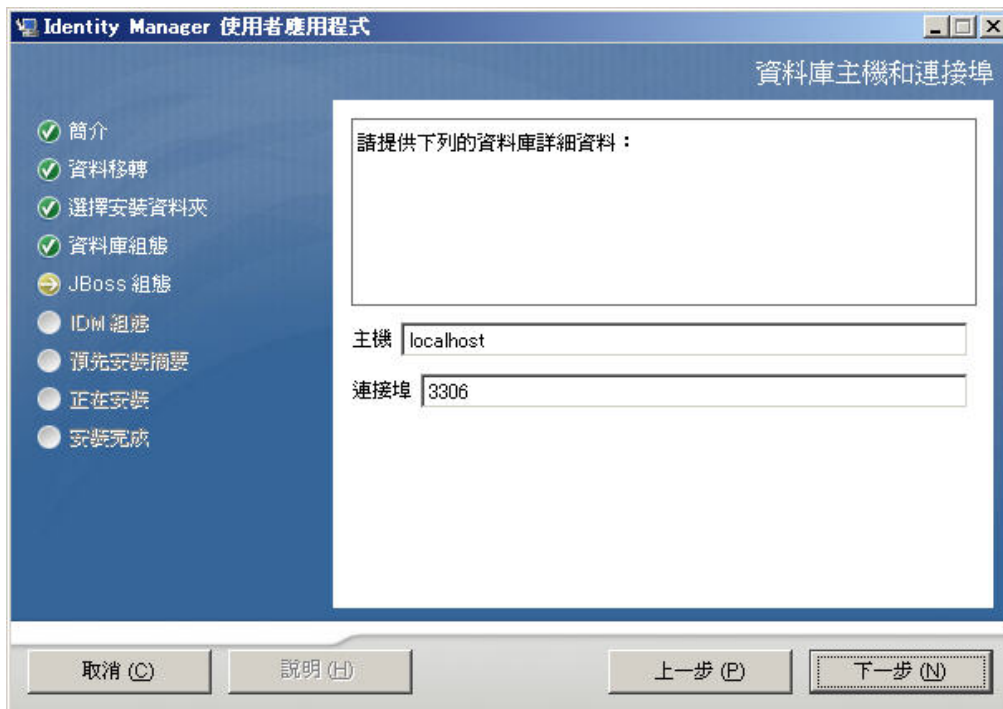 Identity Manager 使用者應用程式
資料庫主機和連接埠
簡介
資料移轉
選擇安裝資料夾
資料庫組態
JBoss 組態
IDM 組態
預先安裝摘要
正在安裝
安裝完成
請提供下列的資料庫詳細資料：
主機 localhost
連接埠 3306
取消 (C)
說明 (H)
上一步 (P)
下一步 (N)